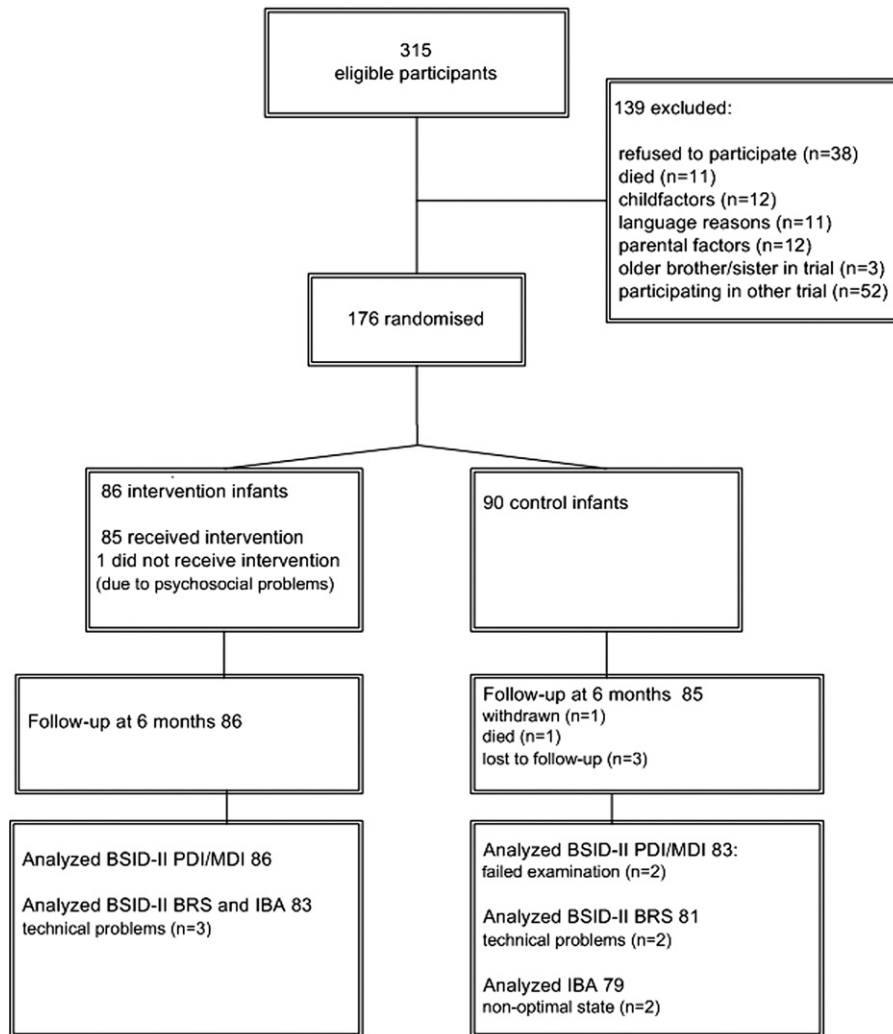 315
eligible participants
139 excluded:
refused to participate (n=38)
died (n=11)
childfactors (n=12)
language reasons (n=11)
parental factors (n=12)
older brother/sister in trial (n=3)
participating in other trial (n=52)
176 randomised
86 intervention infants
85 received intervention
1 did not receive intervention
(due to psychosocial problems)
90 control infants
Follow-up at 6 months 86
Follow-up at 6 months 85
withdrawn (n=1)
died (n=1)
lost to follow-up (n=3)
Analyzed BSID-II PDI/MDI 86
Analyzed BSID-II BRS and IBA 83
technical problems (n=3)
Analyzed BSID-II PDI/MDI 83:
failed examination (n=2)
Analyzed BSID-II BRS 81
technical problems (n=2)
Analyzed IBA 79
non-optimal state (n=2)